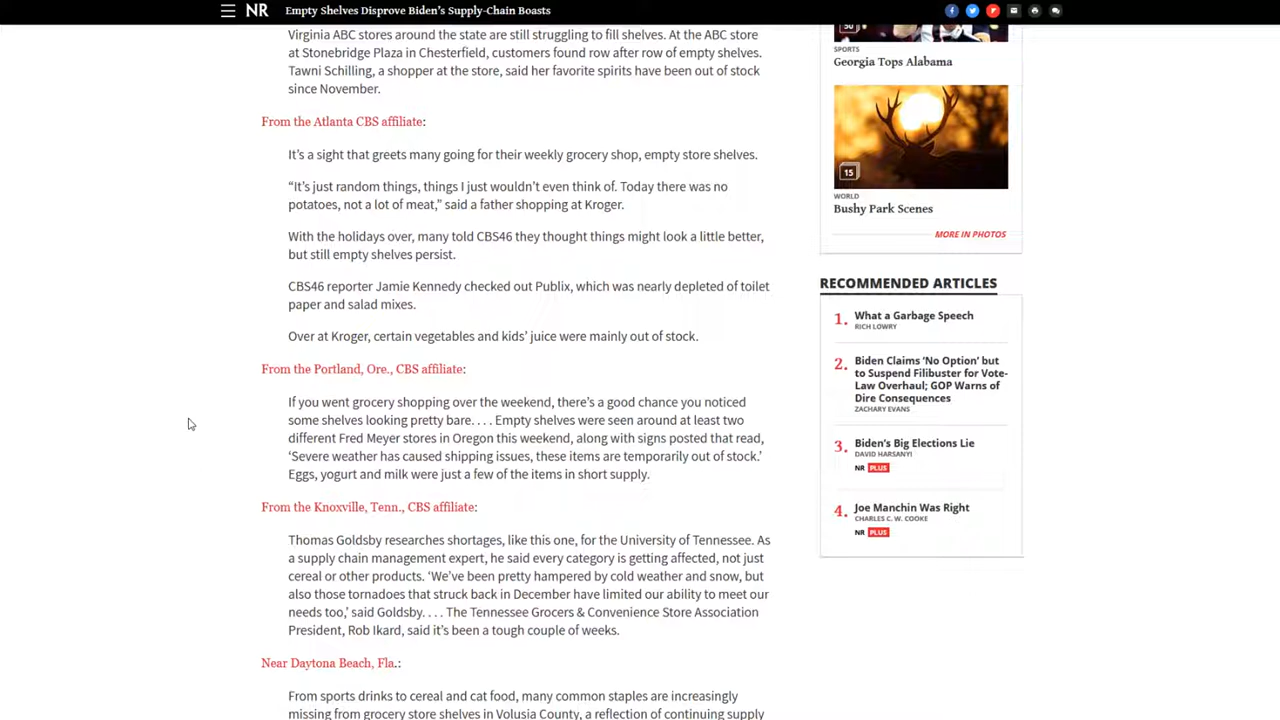 NR Empty Shelves Disprove Biden's Supply-Chain Boasts
Virginia ABC stores around the state are still struggling to fill shelves. At the ABC store
at Stonebridge Plaza in Chesterfield, customers found row after row of empty shelves.
Tawni Schilling, a shopper at the store, said her favorite spirits have been out of stock
since November.
From the Atlanta CBS affiliate:
It's a sight that greets many going for their weekly grocery shop, empty store shelves.
“It's just random things, things I just wouldn't even think of. Today there was no
potatoes, not a lot of meat,” said a father shopping at Kroger.
With the holidays over, many told CBS46 they thought things might look a little better,
but still empty shelves persist.
CBS46 reporter Jamie Kennedy checked out Publix, which was nearly depleted of toilet
paper and salad mixes.
Over at Kroger, certain vegetables and kids' juice were mainly out of stock.
From the Portland, Ore., CBS affiliate:
If you went grocery shopping over the weekend, there's a good chance you noticed
some shelves looking pretty bare. . . . Empty shelves were seen around at least two
different Fred Meyer stores in Oregon this weekend, along with signs posted that read,
‘Severe weather has caused shipping issues, these items are temporarily out of stock.’
Eggs, yogurt and milk were just a few of the items in short supply.
From the Knoxville, Tenn., CBS affiliate:
Thomas Goldsby researches shortages, like this one, for the University of Tennessee. As
a supply chain management expert, he said every category is getting affected, not just
cereal or other products. ‘We've been pretty hampered by cold weather and snow, but
also those tornadoes that struck back in December have limited our ability to meet our
needs too,’ said Goldsby. . . . The Tennessee Grocers & Convenience Store Association
President, Rob Ikard, said it's been a tough couple of weeks.
Near Daytona Beach, Fla.:
From sports drinks to cereal and cat food, many common staples are increasingly
missing from grocery store shelves in Volusia County, a reflection of continuing supply
50
SPORTS
Georgia Tops Alabama
15
WORLD
Bushy Park Scenes
MORE IN PHOTOS
RECOMMENDED ARTICLES
1. What a Garbage Speech
RICH LOWRY
2. Biden Claims ‘No Option’ but
to Suspend Filibuster for Vote-
Law Overhaul; GOP Warns of
Dire Consequences
ZACHARY EVANS
3. Biden's Big Elections Lie
DAVID HARSANYI
NR PLUS
4. Joe Manchin Was Right
CHARLES C. W. COOKE
NR PLUS